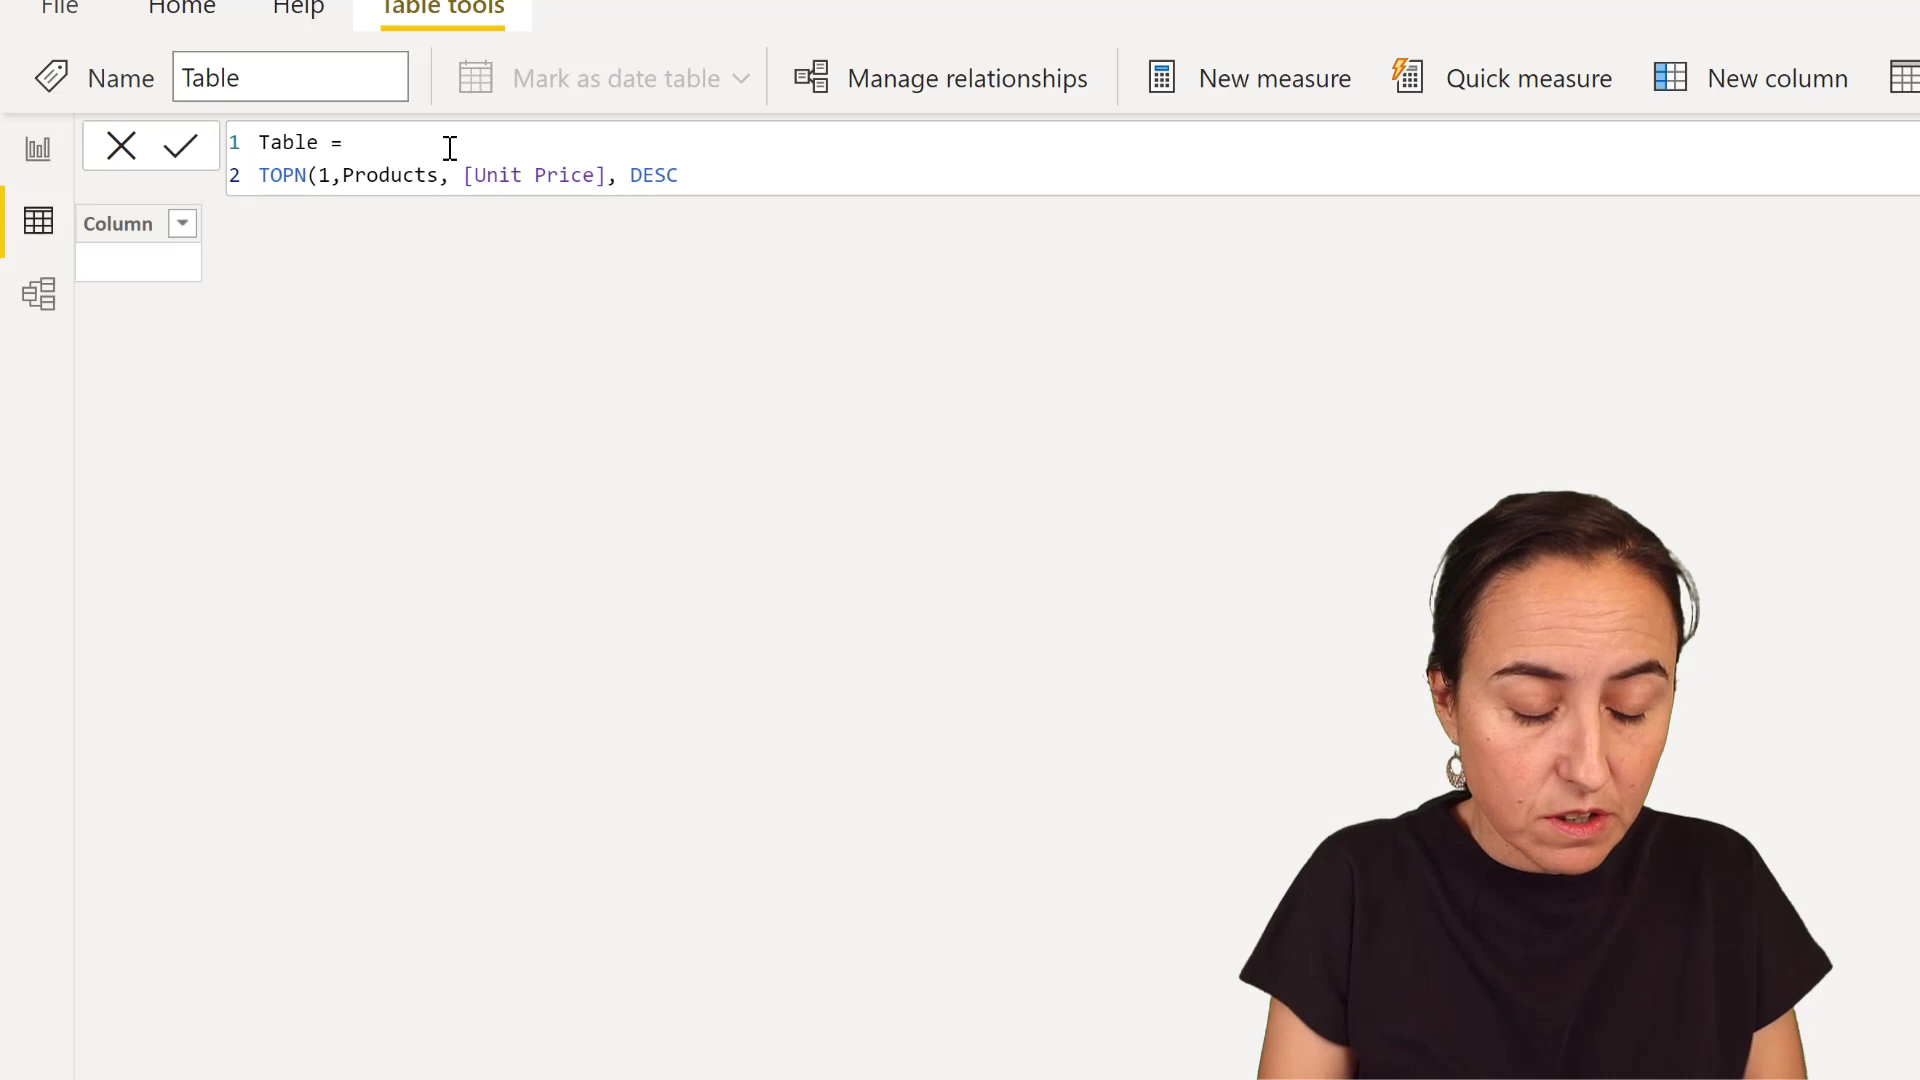 File Home Help Table tools
Name Table Mark as date table Manage relationships New measure Quick measure New column
1 Table =
2 TOPN(1,Products, [Unit Price], DESC
Column